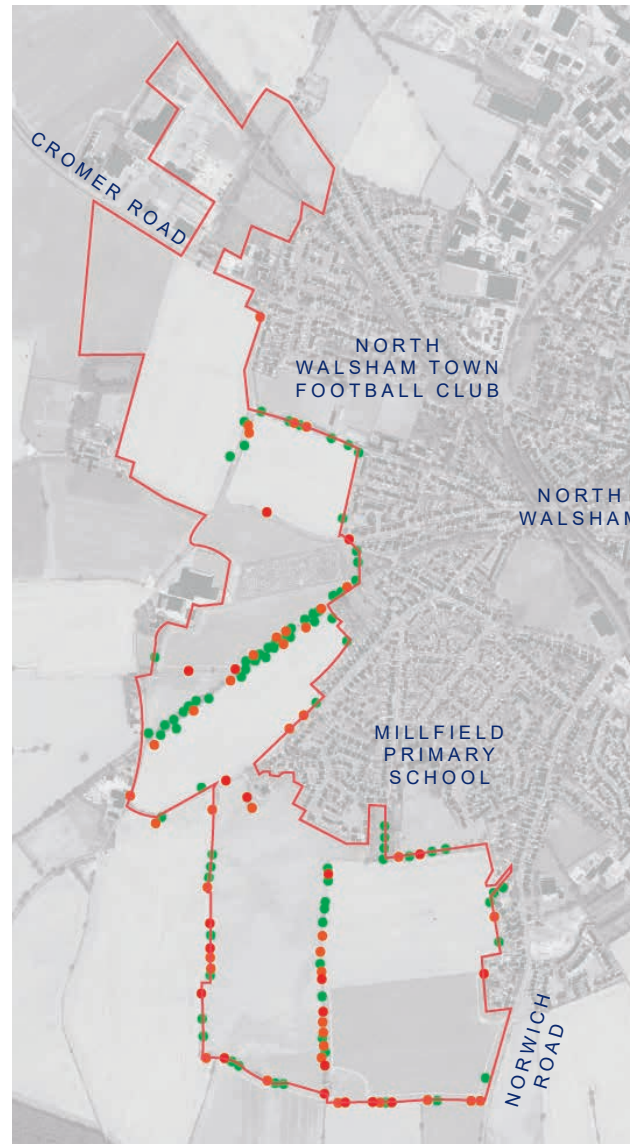 CROMER ROAD
NORTH
WALSHAM TOWN
FOOTBALL CLUB
NORTH
WALSHAM
MILLFIELD
PRIMARY
SCHOOL
NORWICH
ROAD